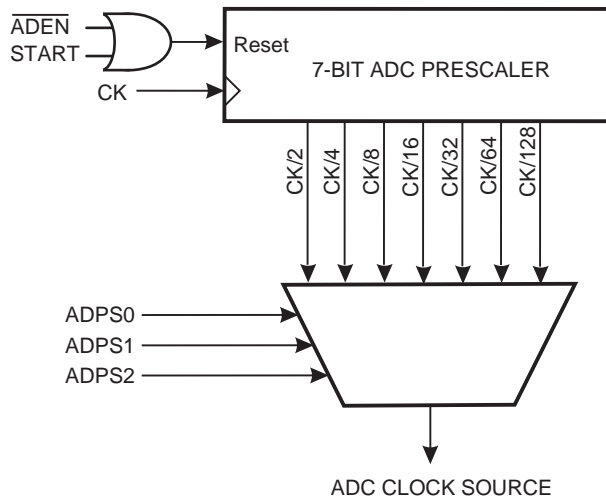 ADEN
START
Reset
7-BIT ADC PRESCALER
CK
CK/2
CK/4
CK/8
CK/16
CK/32
CK/64
CK/128
ADPS0
ADPS1
ADPS2
ADC CLOCK SOURCE